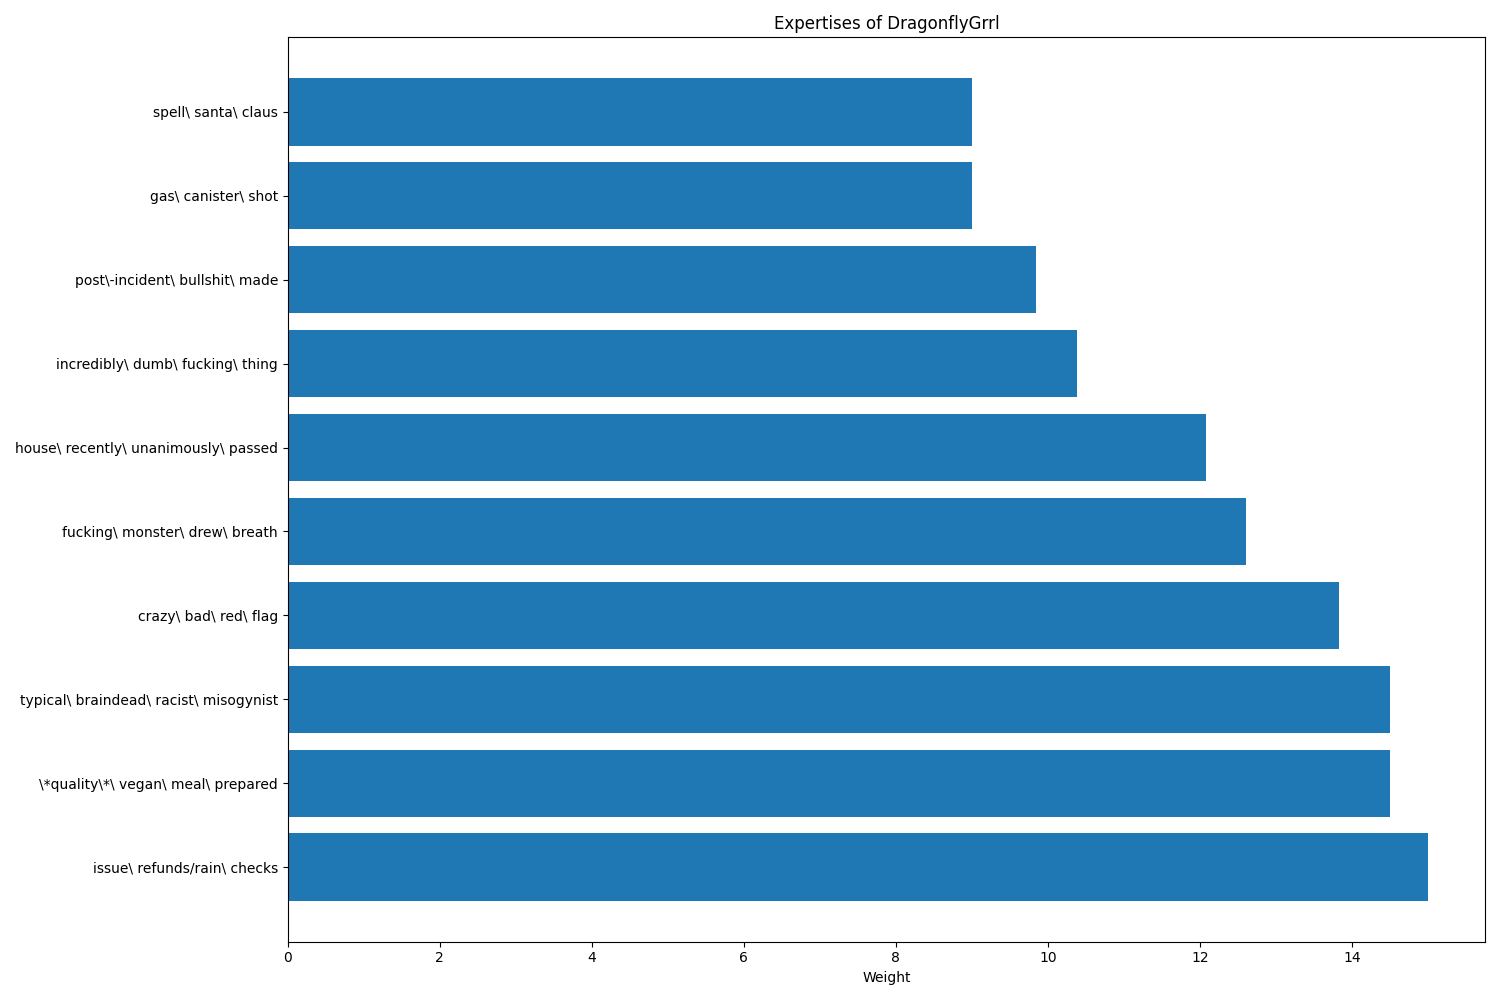 Expertises of DragonflyGrrl
spell\ santa\ claus
gas\ canister\ shot
post\-incident\ bullshit\ made
incredibly\ dumb\ fucking\ thing
house\ recently\ unanimously\ passed
fucking\ monster\ drew\ breath
crazy\ bad\ red\ flag
typical\ braindead\ racist\ misogynist
\*quality\*\ vegan\ meal\ prepared
issue\ refunds/rain\ checks
0 2 4 6 8 10 12 14
Weight